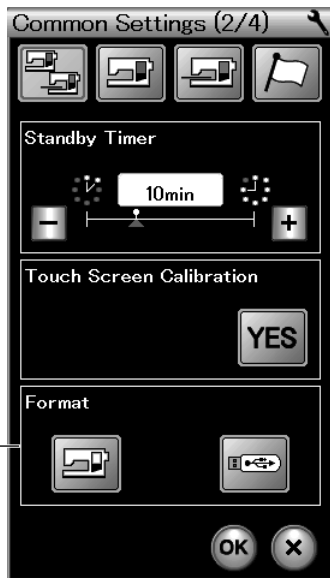 Common Settings (2/4)
Standby Timer
10min
− +
Touch Screen Calibration
YES
Format
OK ×